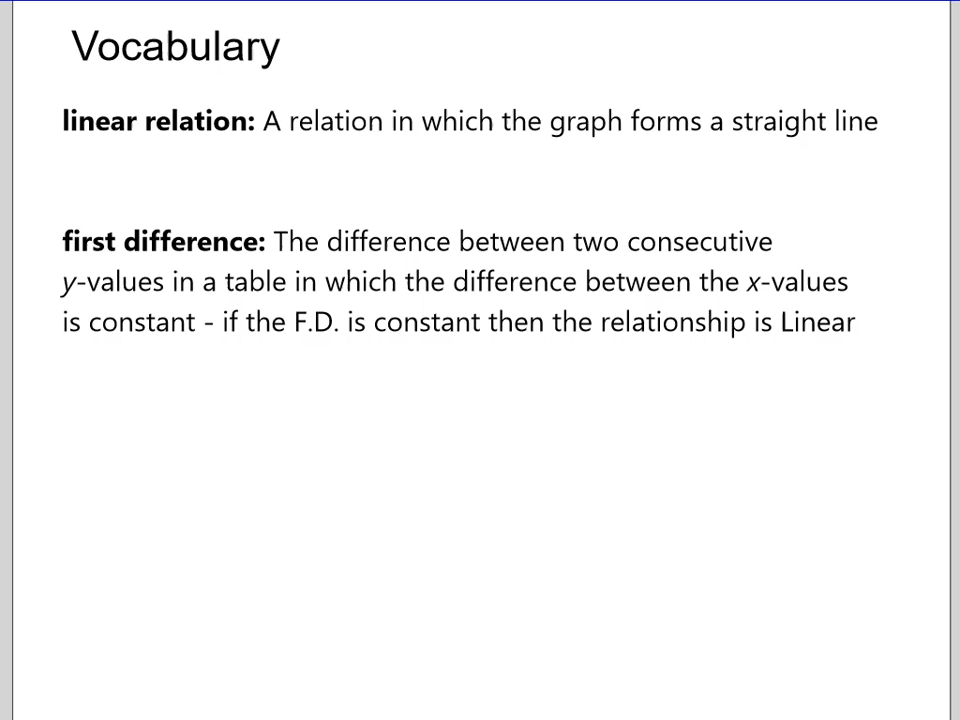 Vocabulary
linear relation: A relation in which the graph forms a straight line
first difference: The difference between two consecutive
y-values in a table in which the difference between the x-values
is constant - if the F.D. is constant then the relationship is Linear